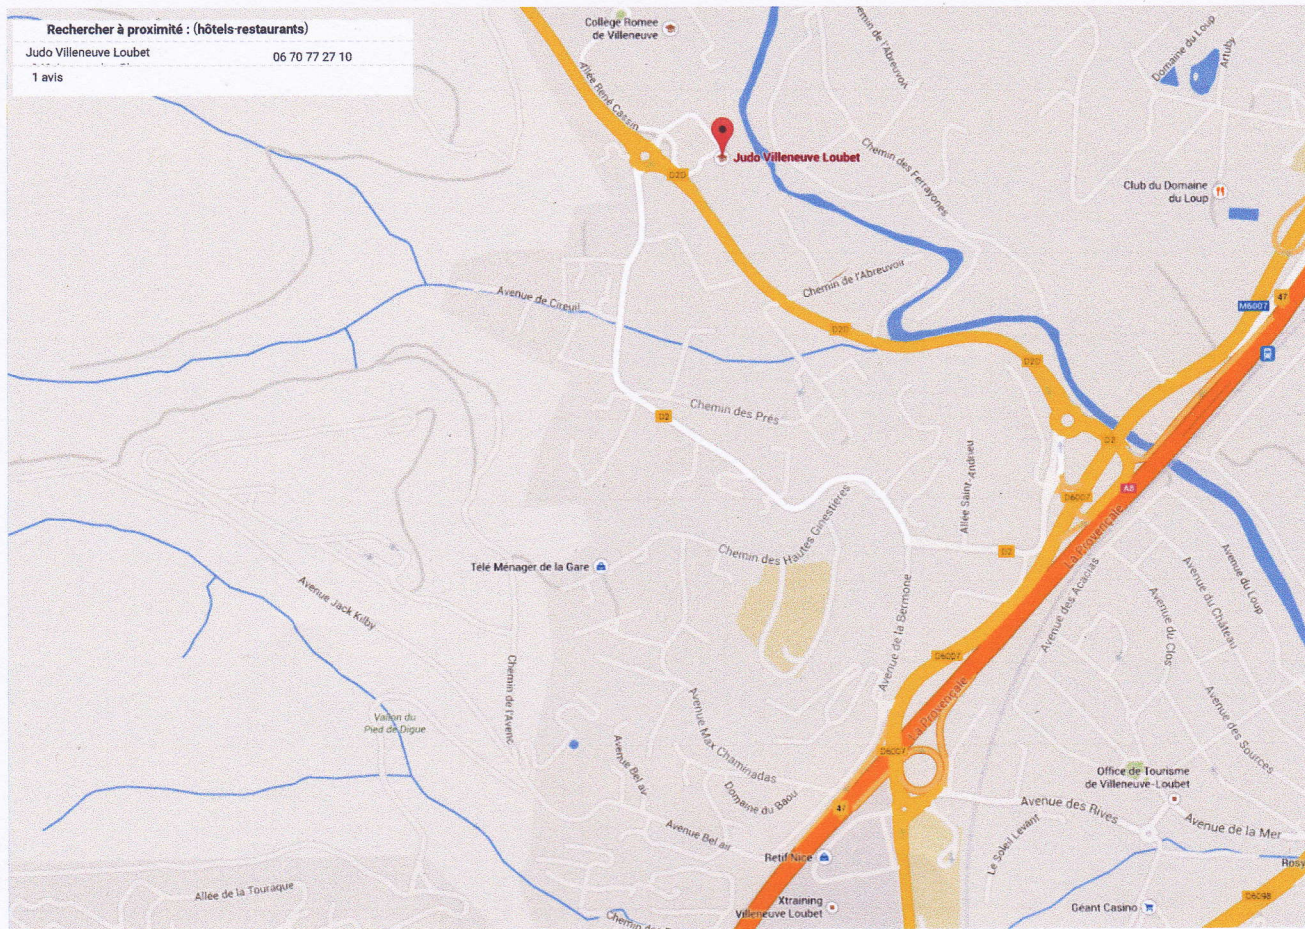 Rechercher à proximité : (hôtels-restaurants)
Judo Villeneuve Loubet
06 70 77 27 10
1 avis
Collège Romee
de Villeneuve
Allée René Cassin
Chemin de l'Abreuvoir
Domaine du Loup
Artuby
Judo Villeneuve Loubet
D2D
Chemin des Ferrayones
Club du Domaine
du Loup
Avenue de Cireuil
Chemin de l'Abreuvoir
M6007
47
D2D
D2D
Chemin des Prés
D2
D2
Allée Saint-Andrieu
A8
D6007
La Provençale
Chemin des Hautes Ginestières
D2
Télé Ménager de la Gare
Avenue Jack Kilby
Avenue de la Bermone
Avenue des Acacias
Avenue du Loup
Avenue du Château
Avenue du Clos
D6007
Chemin de l'Avenc
La Provençale
Vallon du
Pied de Digue
Avenue Max Chaminadas
Avenue des Sources
Avenue Bel air
Domaine du Baou
D6007
Office de Tourisme
de Villeneuve-Loubet
47
Avenue des Rives
Avenue de la Mer
Avenue Bel air
Le Soleil Levant
Retif Nice
Rosy
Allée de la Touraque
Xtraining
Villeneuve Loubet
Géant Casino
D6098